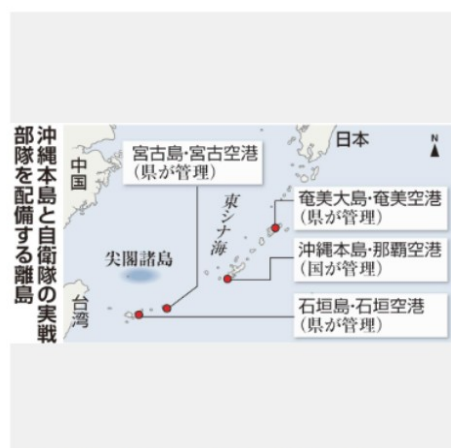 沖縄本島と自衛隊の実戦
部隊を配備する離島
中国
台湾
宮古島・宮古空港
(県が管理)
東シナ海
尖閣諸島
日本
N
奄美大島・奄美空港
(県が管理)
沖縄本島・那覇空港
(国が管理)
石垣島・石垣空港
(県が管理)